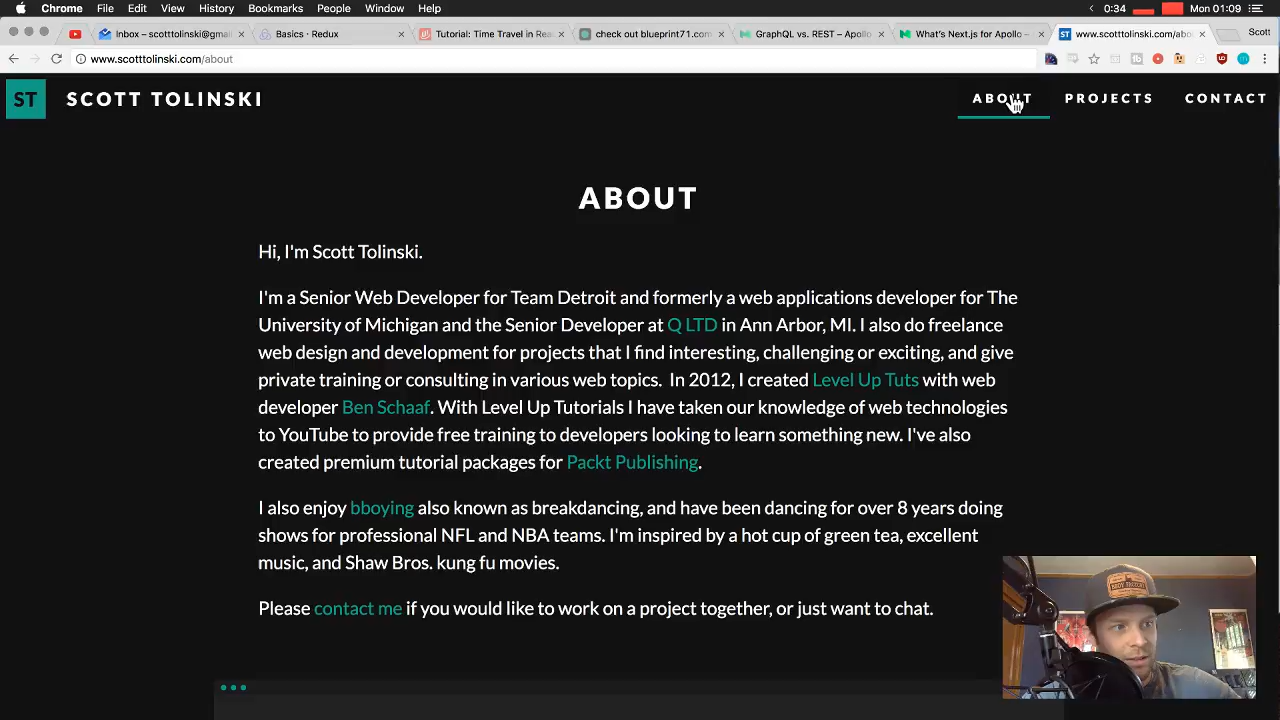 Chrome File Edit View History Bookmarks People Window Help 0:34 Mon 01:09
Inbox – scotttolinski@gmai Basics · Redux Tutorial: Time Travel in Rea check out blueprint71.com GraphQL vs. REST – Apollo What's Next.js for Apollo – www.scotttolinski.com/abou Scott
www.scotttolinski.com/about
ST SCOTT TOLINSKI ABOUT PROJECTS CONTACT
ABOUT
Hi, I'm Scott Tolinski.
I'm a Senior Web Developer for Team Detroit and formerly a web applications developer for The
University of Michigan and the Senior Developer at Q LTD in Ann Arbor, MI. I also do freelance
web design and development for projects that I find interesting, challenging or exciting, and give
private training or consulting in various web topics. In 2012, I created Level Up Tuts with web
developer Ben Schaaf. With Level Up Tutorials I have taken our knowledge of web technologies
to YouTube to provide free training to developers looking to learn something new. I've also
created premium tutorial packages for Packt Publishing.
I also enjoy bboying also known as breakdancing, and have been dancing for over 8 years doing
shows for professional NFL and NBA teams. I'm inspired by a hot cup of green tea, excellent
music, and Shaw Bros. kung fu movies.
Please contact me if you would like to work on a project together, or just want to chat.